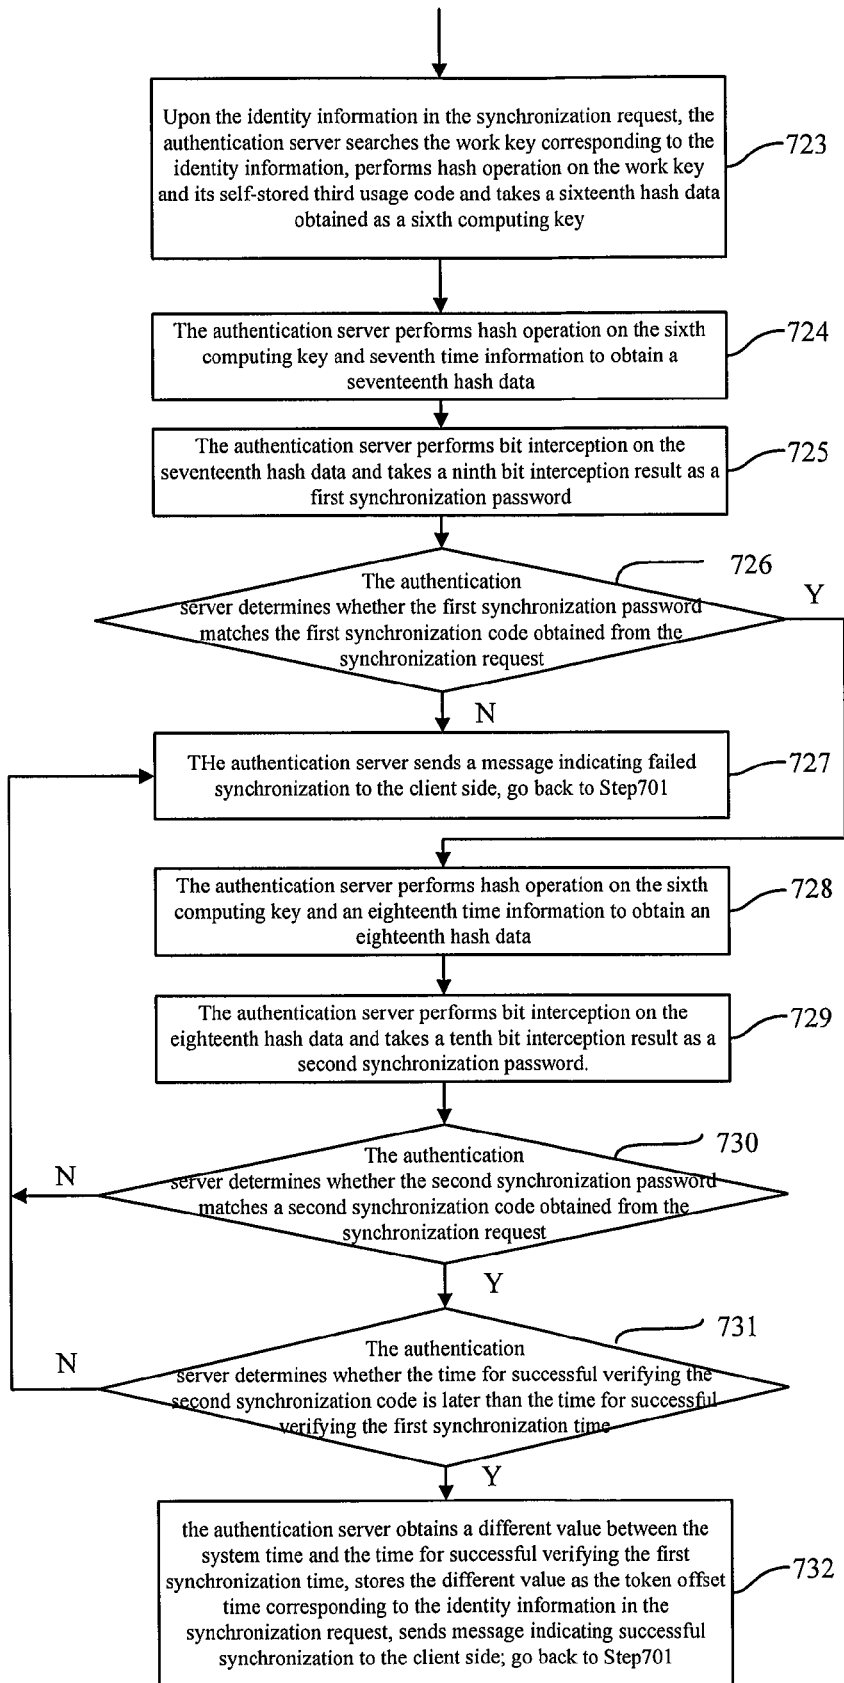 Upon the identity information in the synchronization request, the
authentication server searches the work key corresponding to the
identity information, performs hash operation on the work key
and its self-stored third usage code and takes a sixteenth hash data
obtained as a sixth computing key
723
The authentication server performs hash operation on the sixth
computing key and seventh time information to obtain a
seventeenth hash data
724
The authentication server performs bit interception on the
seventeenth hash data and takes a ninth bit interception result as a
first synchronization password
725
The authentication
server determines whether the first synchronization password
matches the first synchronization code obtained from the
synchronization request
726
Y
N
THe authentication server sends a message indicating failed
synchronization to the client side, go back to Step701
727
The authentication server performs hash operation on the sixth
computing key and an eighteenth time information to obtain an
eighteenth hash data
728
The authentication server performs bit interception on the
eighteenth hash data and takes a tenth bit interception result as a
second synchronization password.
729
The authentication
server determines whether the second synchronization password
matches a second synchronization code obtained from the
synchronization request
730
N
Y
The authentication
server determines whether the time for successful verifying the
second synchronization code is later than the time for successful
verifying the first synchronization time
731
N
Y
the authentication server obtains a different value between the
system time and the time for successful verifying the first
synchronization time, stores the different value as the token offset
time corresponding to the identity information in the
synchronization request, sends message indicating successful
synchronization to the client side; go back to Step701
732